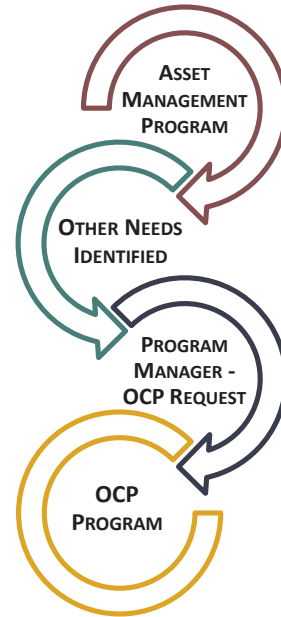 ASSET
MANAGEMENT
PROGRAM
OTHER NEEDS
IDENTIFIED
PROGRAM
MANAGER -
OCP REQUEST
OCP
PROGRAM